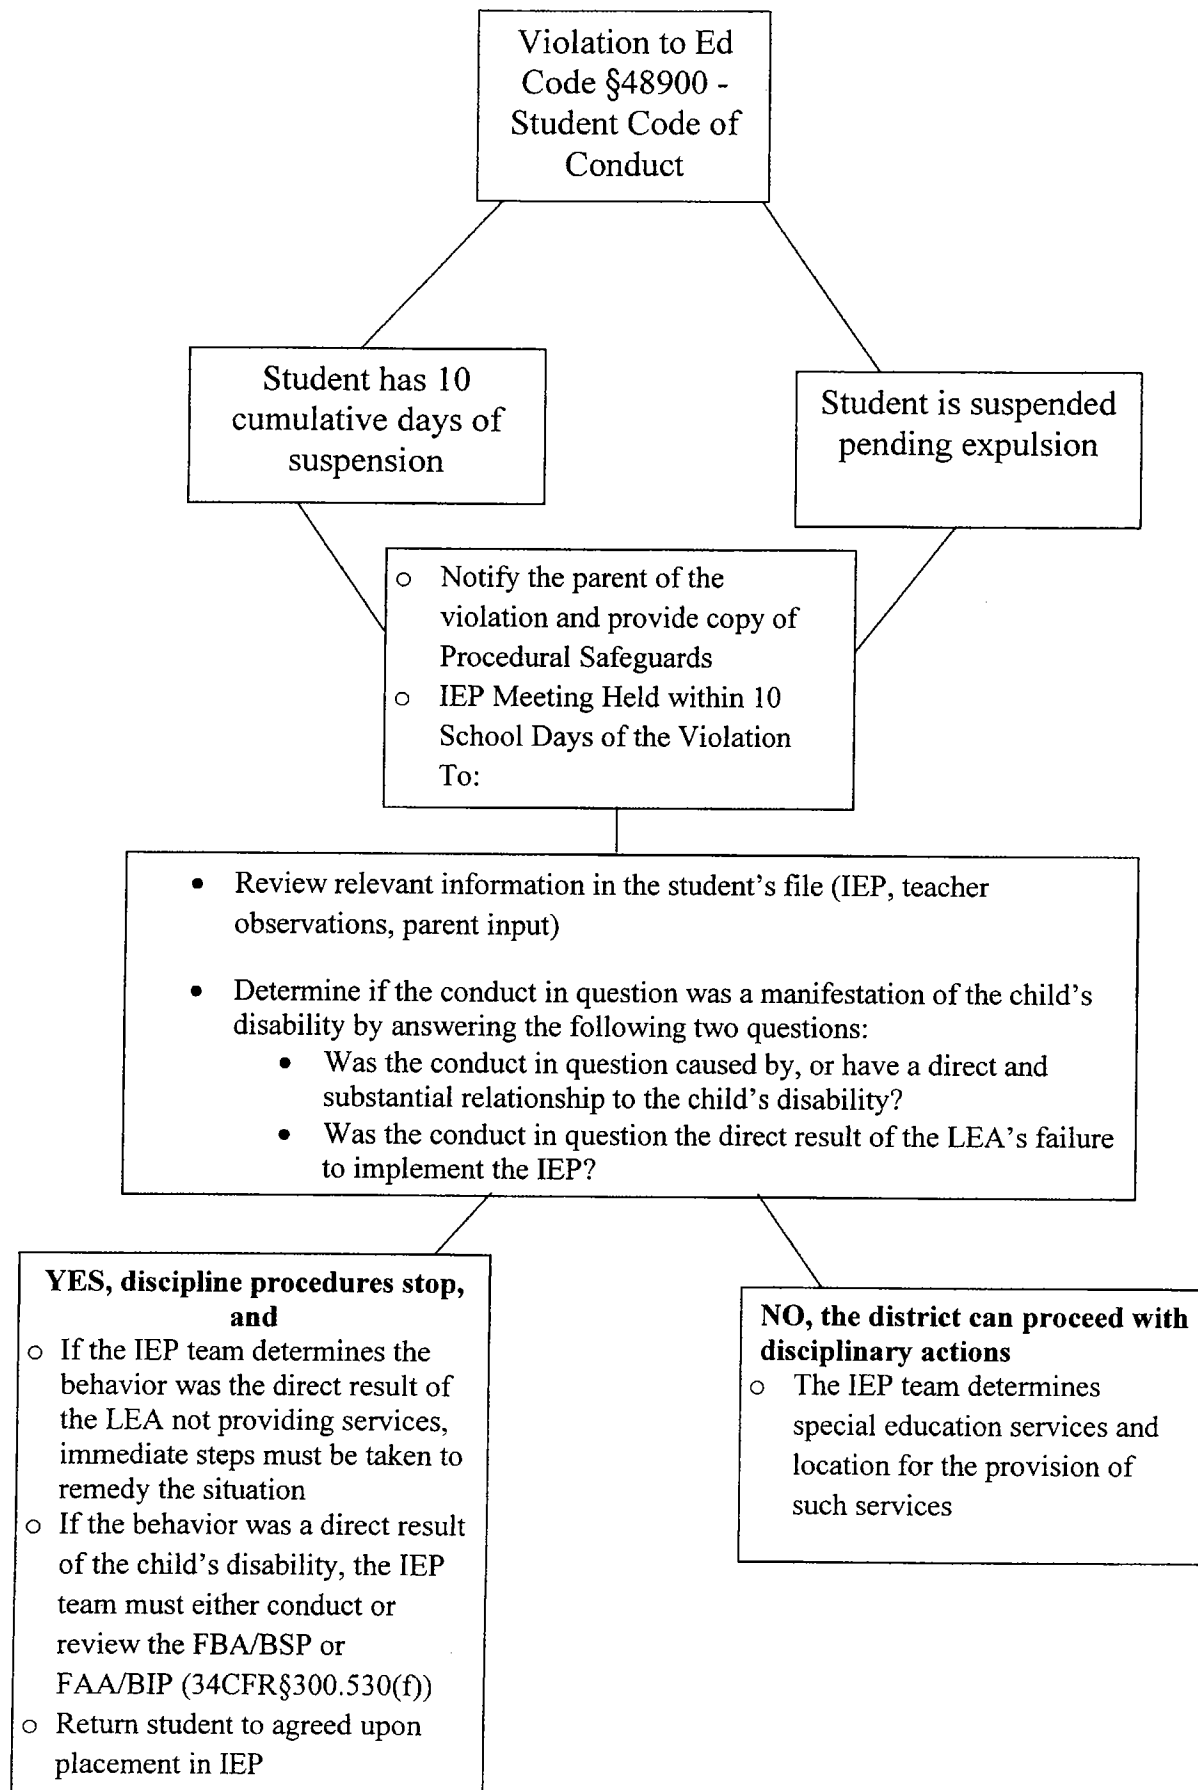 Violation to Ed
Code §48900 -
Student Code of
Conduct
Student has 10
cumulative days of
suspension
Student is suspended
pending expulsion
○ Notify the parent of the
violation and provide copy of
Procedural Safeguards
○ IEP Meeting Held within 10
School Days of the Violation
To:
• Review relevant information in the student's file (IEP, teacher
observations, parent input)
• Determine if the conduct in question was a manifestation of the child's
disability by answering the following two questions:
• Was the conduct in question caused by, or have a direct and
substantial relationship to the child's disability?
• Was the conduct in question the direct result of the LEA's failure
to implement the IEP?
YES, discipline procedures stop,
and
○ If the IEP team determines the
behavior was the direct result of
the LEA not providing services,
immediate steps must be taken to
remedy the situation
○ If the behavior was a direct result
of the child's disability, the IEP
team must either conduct or
review the FBA/BSP or
FAA/BIP (34CFR§300.530(f))
○ Return student to agreed upon
placement in IEP
NO, the district can proceed with
disciplinary actions
○ The IEP team determines
special education services and
location for the provision of
such services